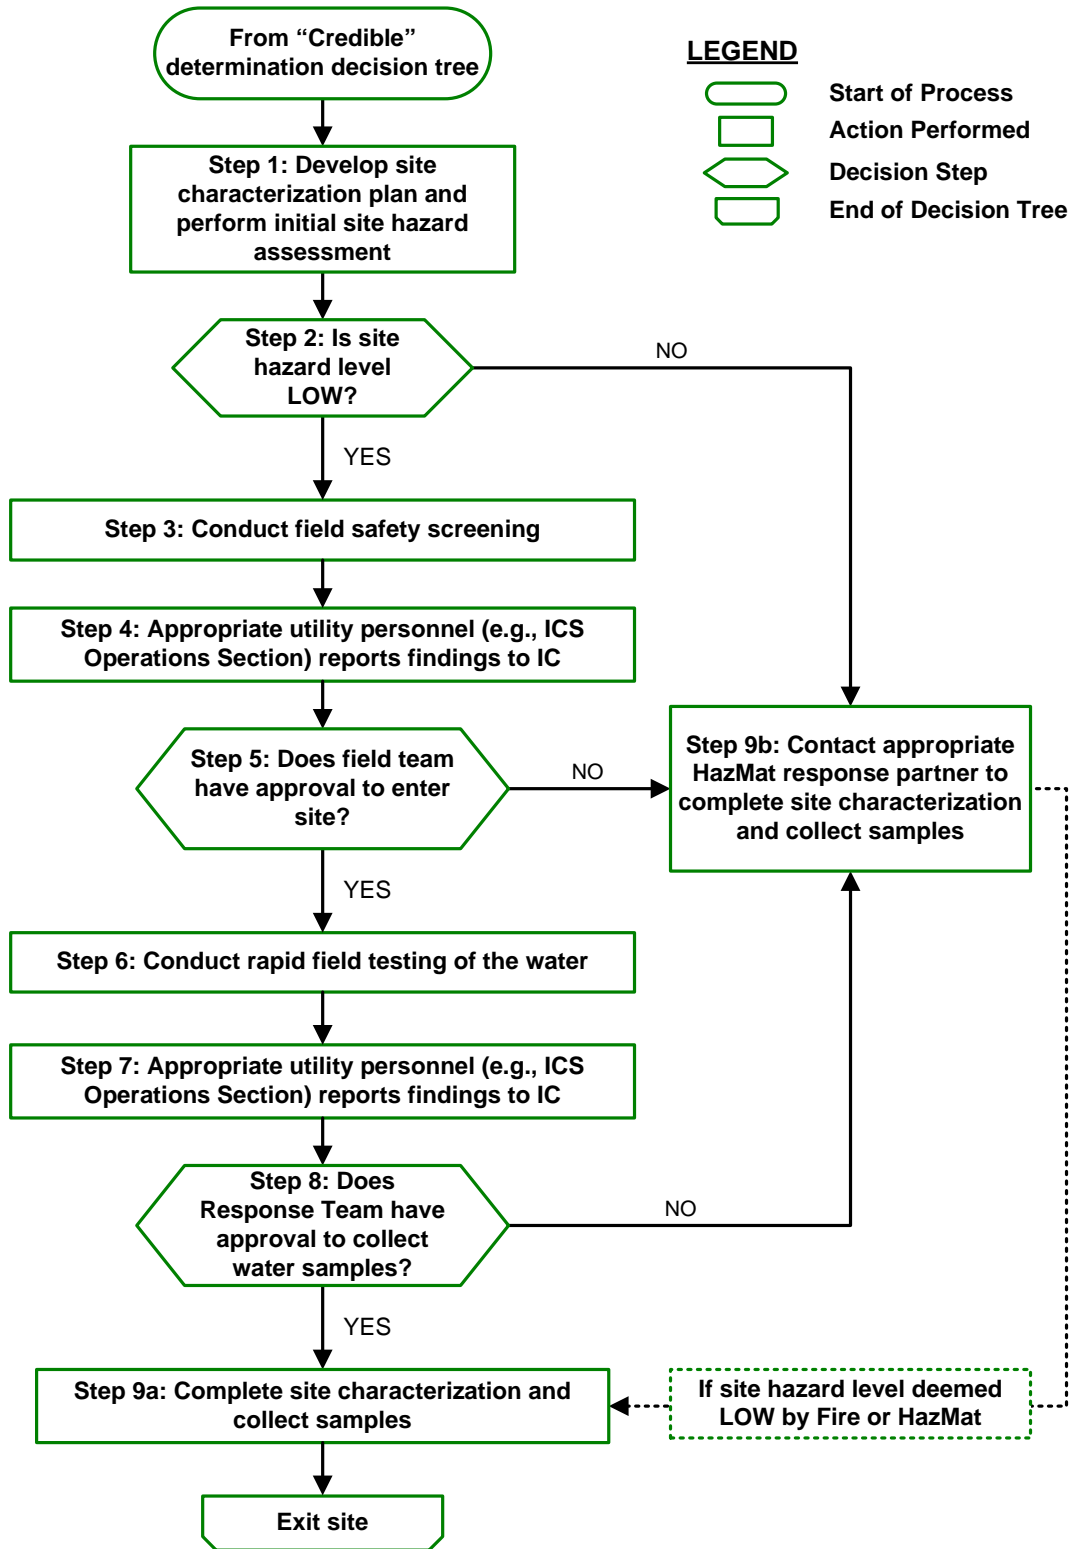 From “Credible”
determination decision tree
LEGEND
Start of Process
Action Performed
Decision Step
End of Decision Tree
Step 1: Develop site
characterization plan and
perform initial site hazard
assessment
Step 2: Is site
hazard level
LOW?
NO
YES
Step 3: Conduct field safety screening
Step 4: Appropriate utility personnel (e.g., ICS
Operations Section) reports findings to IC
Step 5: Does field team
have approval to enter
site?
NO
Step 9b: Contact appropriate
HazMat response partner to
complete site characterization
and collect samples
YES
Step 6: Conduct rapid field testing of the water
Step 7: Appropriate utility personnel (e.g., ICS
Operations Section) reports findings to IC
Step 8: Does
Response Team have
approval to collect
water samples?
NO
YES
Step 9a: Complete site characterization and
collect samples
If site hazard level deemed
LOW by Fire or HazMat
Exit site